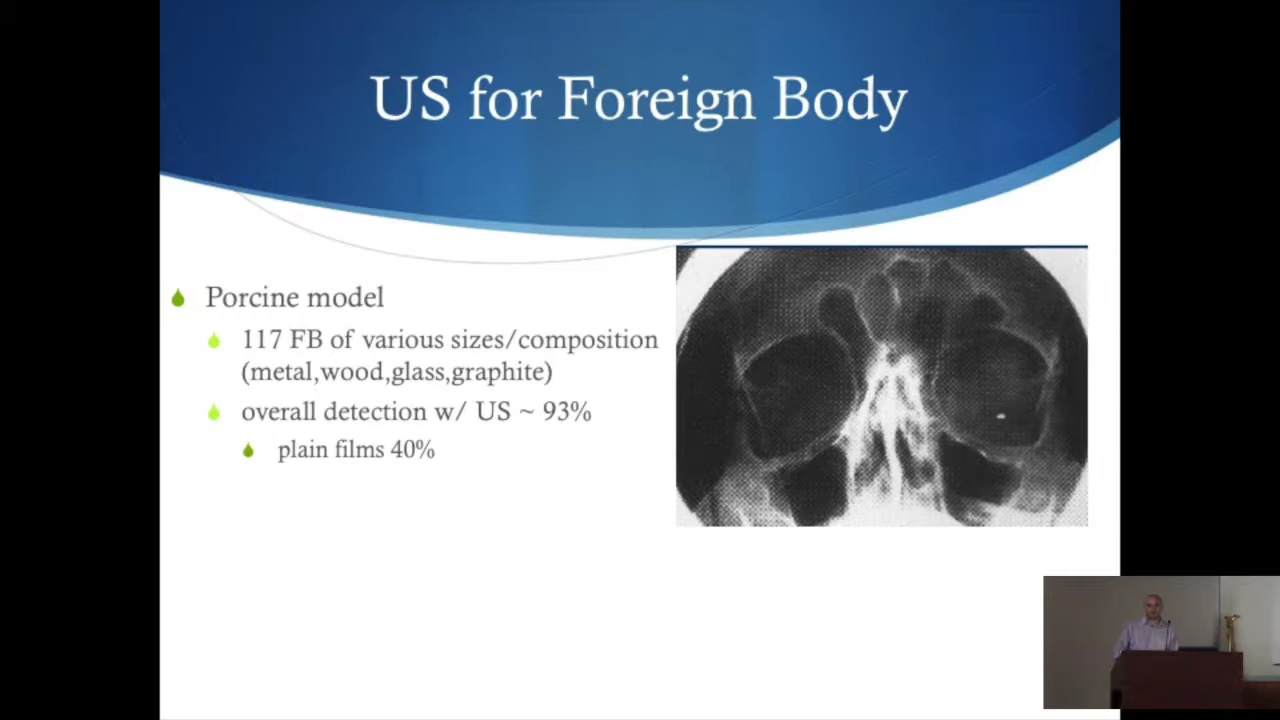 US for Foreign Body
Porcine model
117 FB of various sizes/composition
(metal,wood,glass,graphite)
overall detection w/ US ~ 93%
plain films 40%